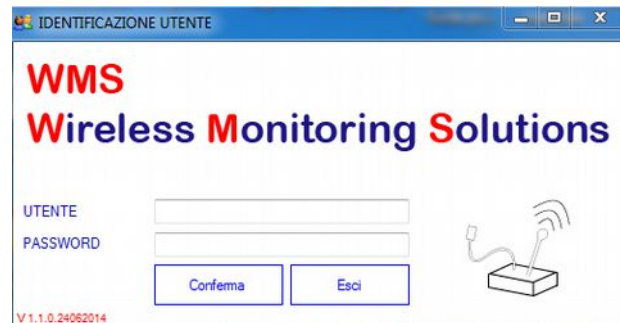 IDENTIFICAZIONE UTENTE
WMS
Wireless Monitoring Solutions
UTENTE
PASSWORD
Conferma Esci
V 1.1.0.24062014